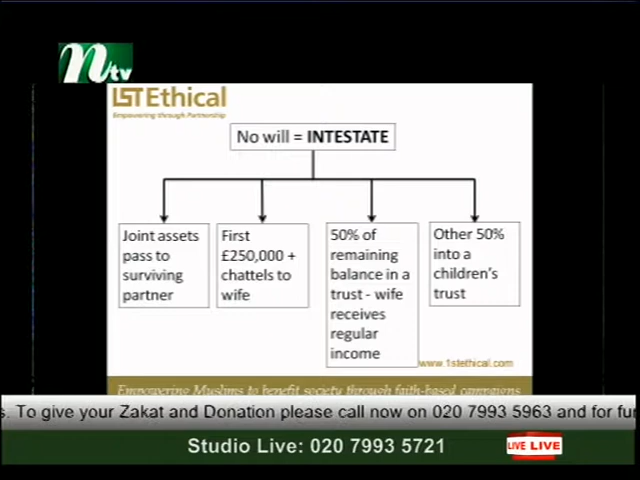 ntv
1ST Ethical
Empowering through Partnership
No will = INTESTATE
Joint assets
pass to
surviving
partner
First
£250,000 +
chattels to
wife
50% of
remaining
balance in a
trust - wife
receives
regular
income
Other 50%
into a
children's
trust
www.1stethical.com
Empowering Muslims to benefit society through faith-based campaigns
s. To give your Zakat and Donation please call now on 020 7993 5963 and for fu
Studio Live: 020 7993 5721
LIVE LIVE